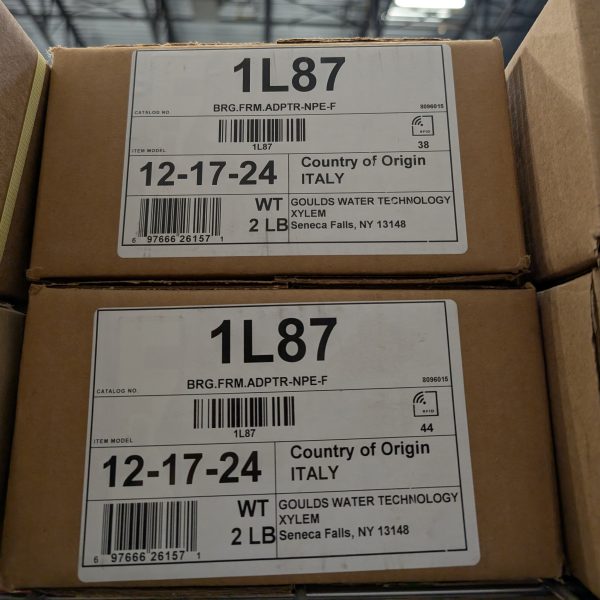 1L87
BRG.FRM.ADPTR-NPE-F
CATALOG NO. 8096015
RFID
ITEM MODEL 1L87 38
12-17-24 Country of Origin
ITALY
WT GOULDS WATER TECHNOLOGY
XYLEM
2 LB Seneca Falls, NY 13148
6 97666 26157 1
1L87
BRG.FRM.ADPTR-NPE-F
CATALOG NO. 8096015
RFID
ITEM MODEL 1L87 44
12-17-24 Country of Origin
ITALY
WT GOULDS WATER TECHNOLOGY
XYLEM
2 LB Seneca Falls, NY 13148
6 97666 26157 1